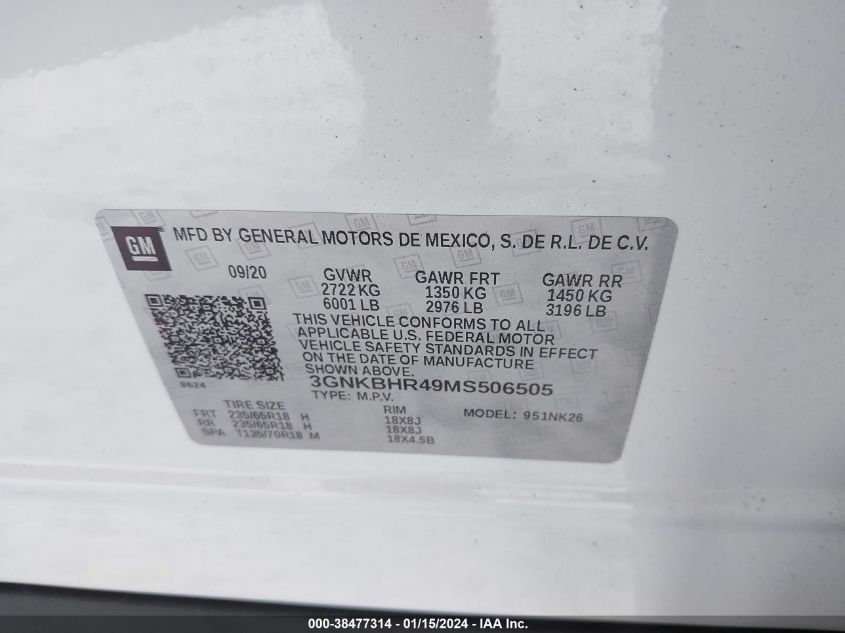 GM
MFD BY GENERAL MOTORS DE MEXICO, S. DE R.L. DE C.V.
09/20 GVWR GAWR FRT GAWR RR
2722 KG 1350 KG 1450 KG
6001 LB 2976 LB 3196 LB
THIS VEHICLE CONFORMS TO ALL
APPLICABLE U.S. FEDERAL MOTOR
VEHICLE SAFETY STANDARDS IN EFFECT
ON THE DATE OF MANUFACTURE
SHOWN ABOVE.
8624 3GNKBHR49MS506505
TYPE: M.P.V.
TIRE SIZE RIM MODEL: 951NK26
FRT 235/65R18 H 18X8J
RR 235/65R18 H 18X8J
SPA T135/70R18 M 18X4.5B
000-38477314 - 01/15/2024 - IAA Inc.